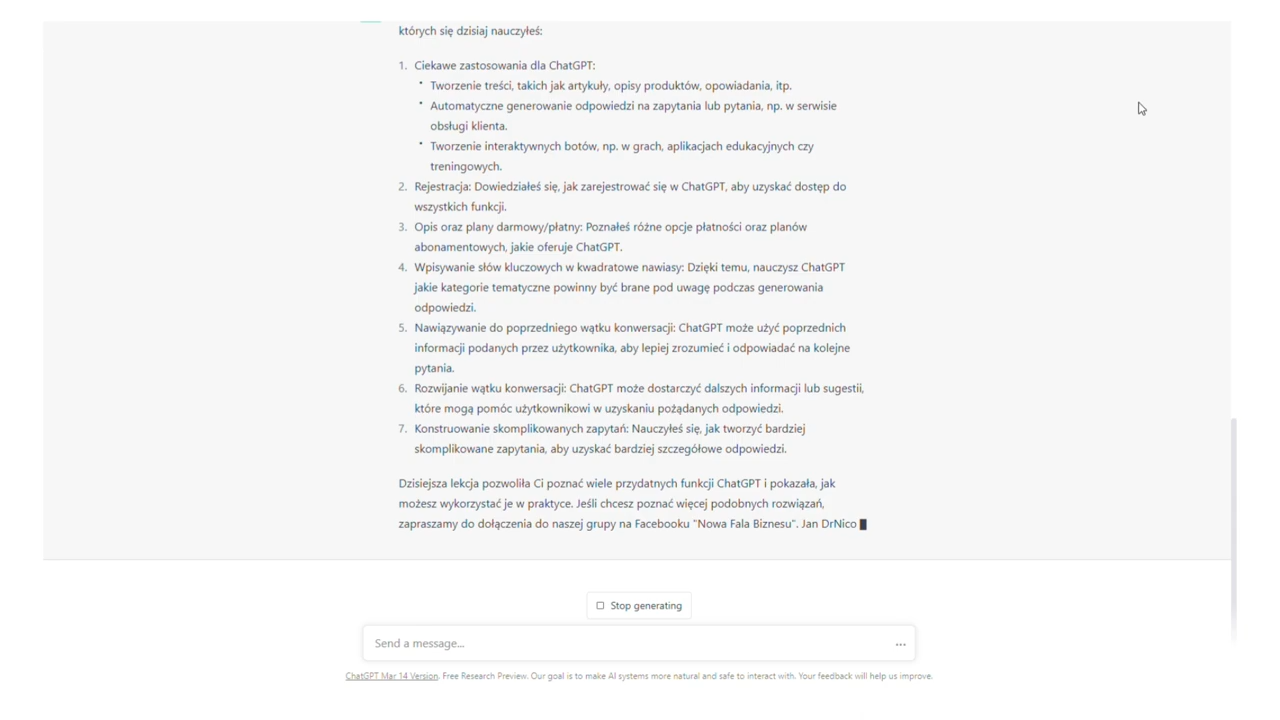 których się dzisiaj nauczyłeś:
1. Ciekawe zastosowania dla ChatGPT:
• Tworzenie treści, takich jak artykuły, opisy produktów, opowiadania, itp.
• Automatyczne generowanie odpowiedzi na zapytania lub pytania, np. w serwisie
obsługi klienta.
• Tworzenie interaktywnych botów, np. w grach, aplikacjach edukacyjnych czy
treningowych.
2. Rejestracja: Dowiedziałeś się, jak zarejestrować się w ChatGPT, aby uzyskać dostęp do
wszystkich funkcji.
3. Opis oraz plany darmowy/płatny: Poznałeś różne opcje płatności oraz planów
abonamentowych, jakie oferuje ChatGPT.
4. Wpisywanie słów kluczowych w kwadratowe nawiasy: Dzięki temu, nauczysz ChatGPT
jakie kategorie tematyczne powinny być brane pod uwagę podczas generowania
odpowiedzi.
5. Nawiązywanie do poprzedniego wątku konwersacji: ChatGPT może użyć poprzednich
informacji podanych przez użytkownika, aby lepiej zrozumieć i odpowiadać na kolejne
pytania.
6. Rozwijanie wątku konwersacji: ChatGPT może dostarczyć dalszych informacji lub sugestii,
które mogą pomóc użytkownikowi w uzyskaniu pożądanych odpowiedzi.
7. Konstruowanie skomplikowanych zapytań: Nauczyłeś się, jak tworzyć bardziej
skomplikowane zapytania, aby uzyskać bardziej szczegółowe odpowiedzi.
Dzisiejsza lekcja pozwoliła Ci poznać wiele przydatnych funkcji ChatGPT i pokazała, jak
możesz wykorzystać je w praktyce. Jeśli chcesz poznać więcej podobnych rozwiązań,
zapraszamy do dołączenia do naszej grupy na Facebooku "Nowa Fala Biznesu". Jan DrNico
Stop generating
Send a message...
ChatGPT Mar 14 Version. Free Research Preview. Our goal is to make AI systems more natural and safe to interact with. Your feedback will help us improve.